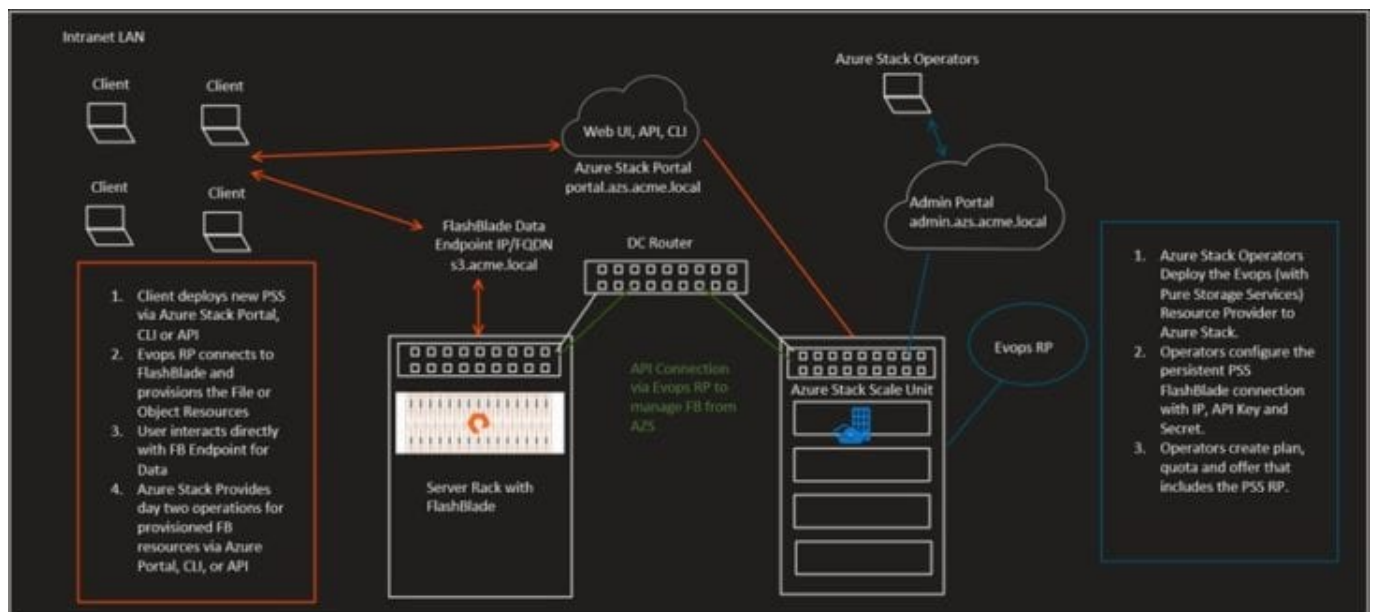 Intranet LAN
Client
Client
Client
Client
1. Client deploys new PSS
via Azure Stack Portal,
CLI or API
2. Evops RP connects to
FlashBlade and
provisions the File or
Object Resources
3. User interacts directly
with FB Endpoint for
Data
4. Azure Stack Provides
day two operations for
provisioned FB
resources via Azure
Portal, CLI, or API
Web UI, API, CLI
Azure Stack Portal
portal.azs.acme.local
FlashBlade Data
Endpoint IP/FQDN
s3.acme.local
DC Router
Server Rack with
FlashBlade
API Connection
via Evops RP to
manage FB from
AZS
Azure Stack Scale Unit
Azure Stack Operators
Admin Portal
admin.azs.acme.local
Evops RP
1. Azure Stack Operators
Deploy the Evops (with
Pure Storage Services)
Resource Provider to
Azure Stack.
2. Operators configure the
persistent PSS
FlashBlade connection
with IP, API Key and
Secret.
3. Operators create plan,
quota and offer that
includes the PSS RP.